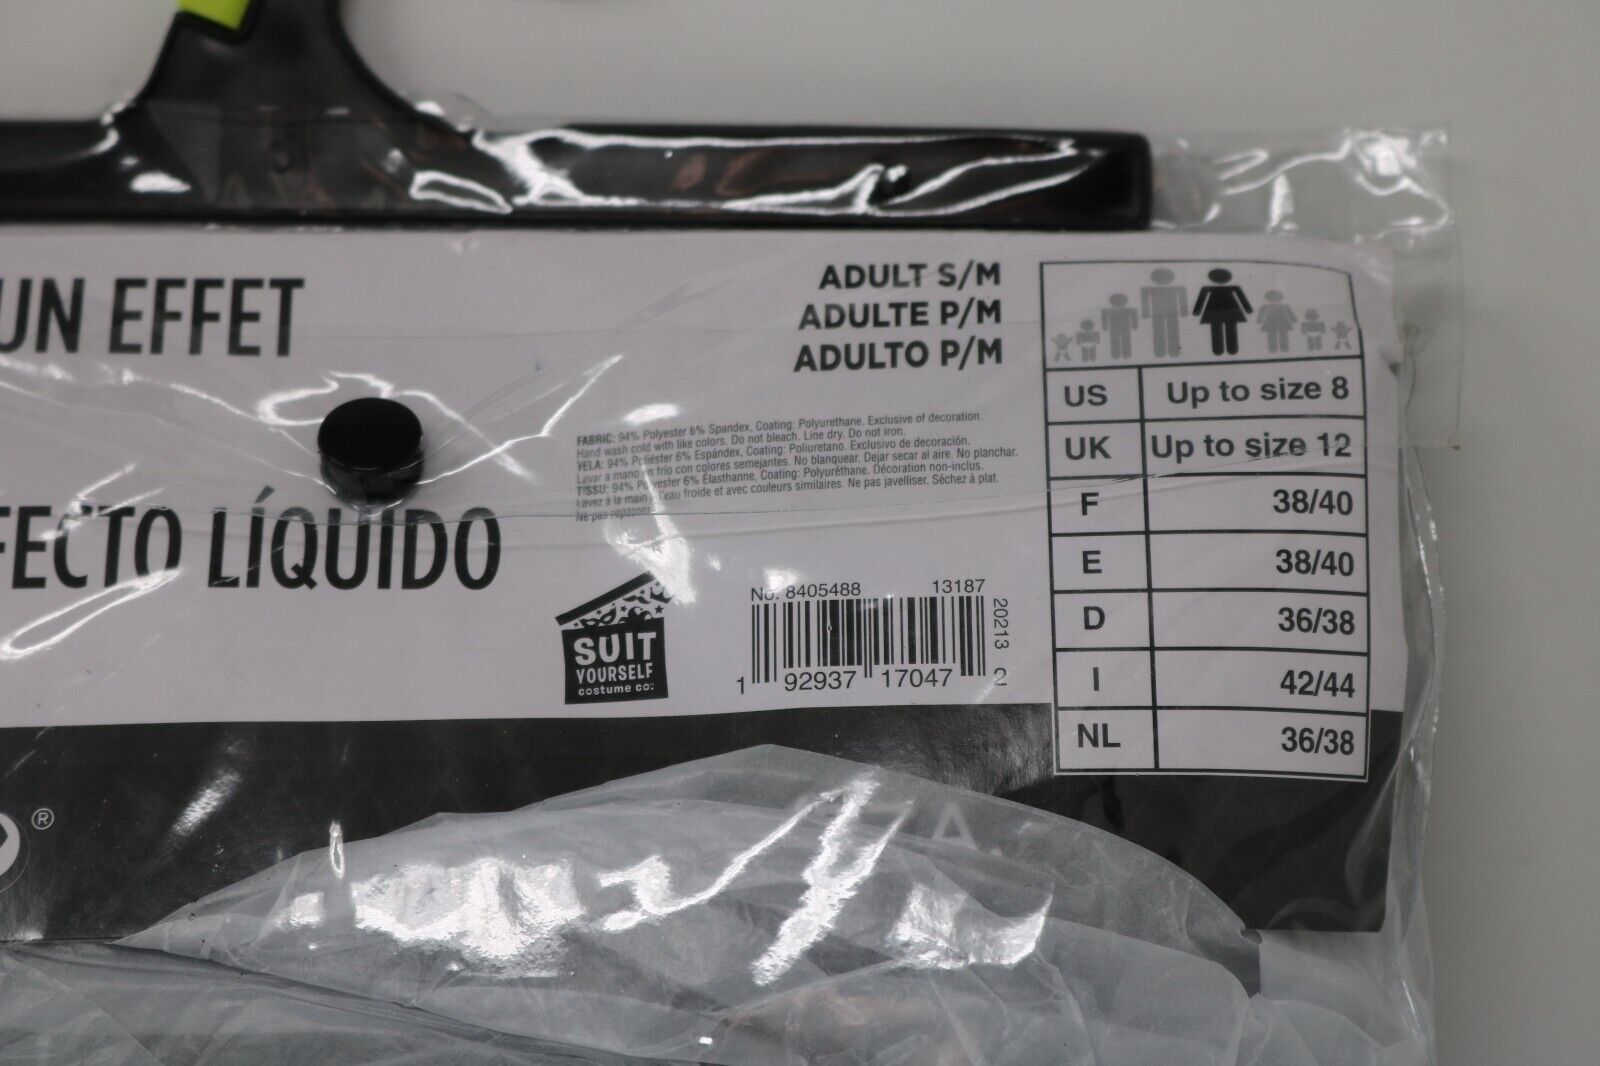 UN EFFET
FECTO LÍQUIDO
ADULT S/M
ADULTE P/M
ADULTO P/M
FABRIC: 94% Polyester 6% Spandex, Coating: Polyurethane. Exclusive of decoration.
Hand wash cold with like colors. Do not bleach. Line dry. Do not iron.
TELA: 94% Poliéster 6% Espándex, Coating: Poliuretano. Exclusivo de decoración.
Lavar a mano en frio con colores semejantes. No blanquear. Dejar secar al aire. No planchar.
TISSU: 94% Polyester 6% Élasthanne, Coating: Polyuréthane. Décoration non-inclus.
Lavez à la main à l'eau froide et avec couleurs similaires. Ne pas javelliser. Séchez à plat.
Ne pas repasser
SUIT
YOURSELF
costume co.
No. 8405488 13187
20213
1 92937 17047 2
US Up to size 8
UK Up to size 12
F 38/40
E 38/40
D 36/38
I 42/44
NL 36/38
®